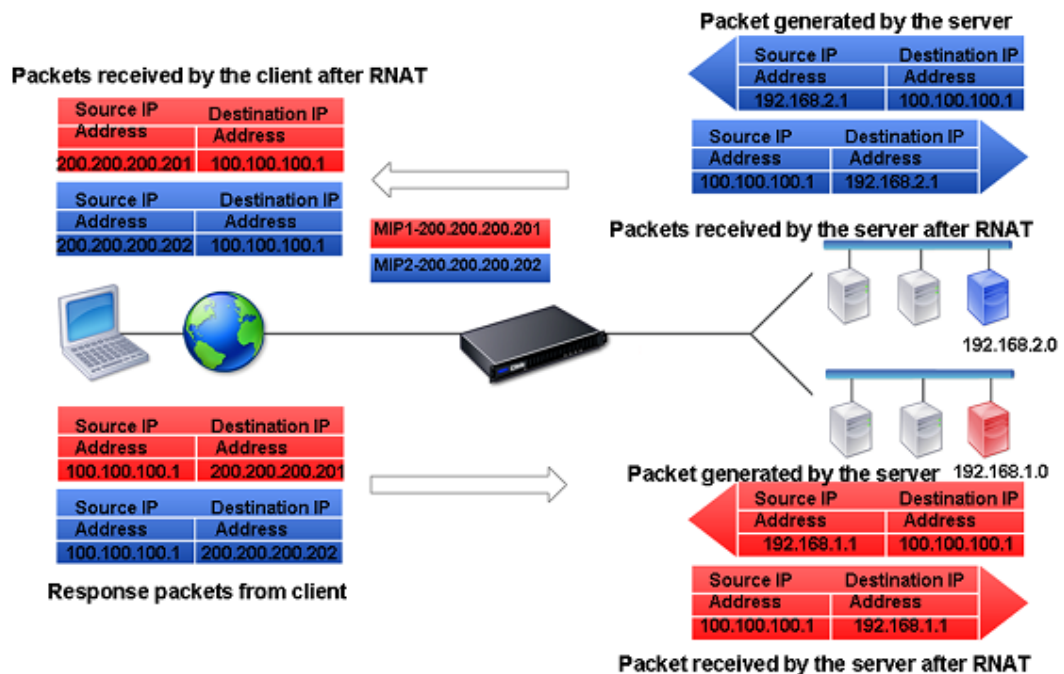 Packet generated by the server
Source IP Destination IP
Address Address
192.168.2.1 100.100.100.1
Source IP Destination IP
Address Address
100.100.100.1 192.168.2.1
Packets received by the server after RNAT
Packets received by the client after RNAT
Source IP Destination IP
Address Address
200.200.200.201 100.100.100.1
Source IP Destination IP
Address Address
200.200.200.202 100.100.100.1
MIP1-200.200.200.201
MIP2-200.200.200.202
192.168.2.0
192.168.1.0
Source IP Destination IP
Address Address
100.100.100.1 200.200.200.201
Source IP Destination IP
Address Address
100.100.100.1 200.200.200.202
Response packets from client
Packet generated by the server
Source IP Destination IP
Address Address
192.168.1.1 100.100.100.1
Source IP Destination IP
Address Address
100.100.100.1 192.168.1.1
Packet received by the server after RNAT